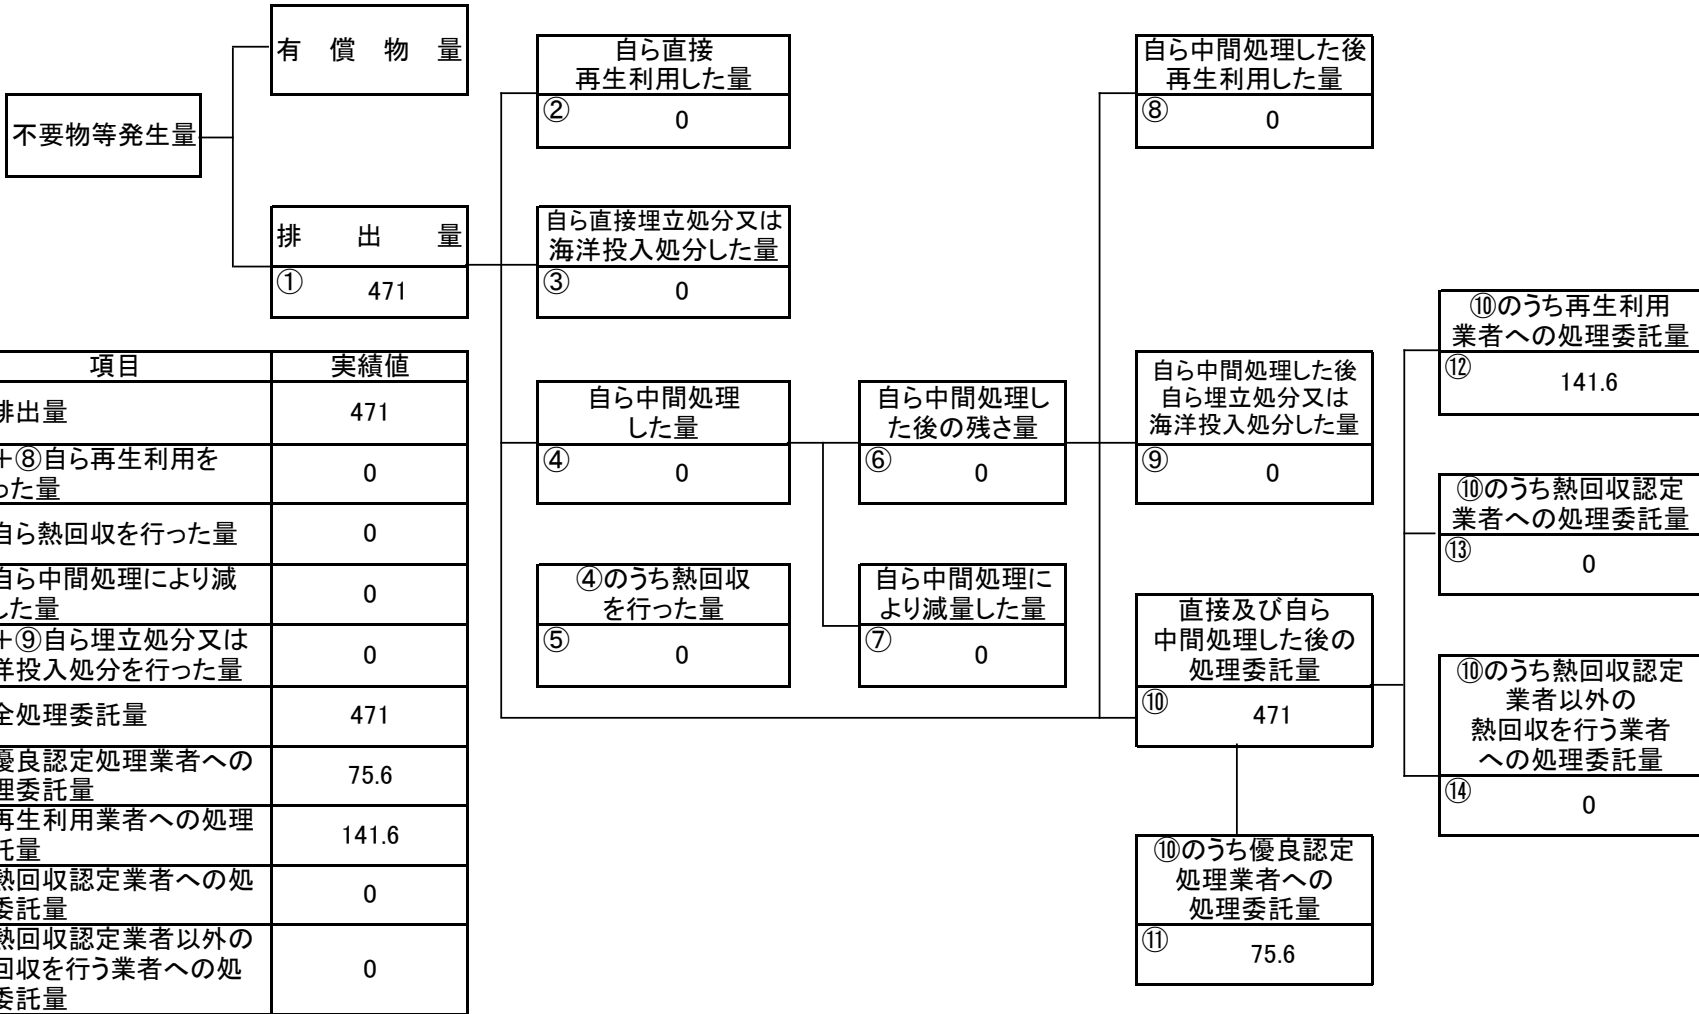 有償物量
不要物等発生量
排出量
①
471
自ら直接
再生利用した量
②
0
自ら直接埋立処分又は
海洋投入処分した量
③
0
自ら中間処理
した量
④
0
④のうち熱回収
を行った量
⑤
0
自ら中間処理し
た後の残さ量
⑥
0
自ら中間処理に
より減量した量
⑦
0
自ら中間処理した後
再生利用した量
⑧
0
自ら中間処理した後
自ら埋立処分又は
海洋投入処分した量
⑨
0
直接及び自ら
中間処理した後の
処理委託量
⑩
471
⑩のうち優良認定
処理業者への
処理委託量
⑪
75.6
⑩のうち再生利用
業者への処理委託量
⑫
141.6
⑩のうち熱回収認定
業者への処理委託量
⑬
0
⑩のうち熱回収認定
業者以外の
熱回収を行う業者
への処理委託量
⑭
0
項目 実績値
排出量 471
+⑧自ら再生利用を
った量 0
自ら熱回収を行った量 0
自ら中間処理により減
した量 0
+⑨自ら埋立処分又は
洋投入処分を行った量 0
全処理委託量 471
優良認定処理業者への
理委託量 75.6
再生利用業者への処理
託量 141.6
熱回収認定業者への処
委託量 0
熱回収認定業者以外の
回収を行う業者への処
委託量 0